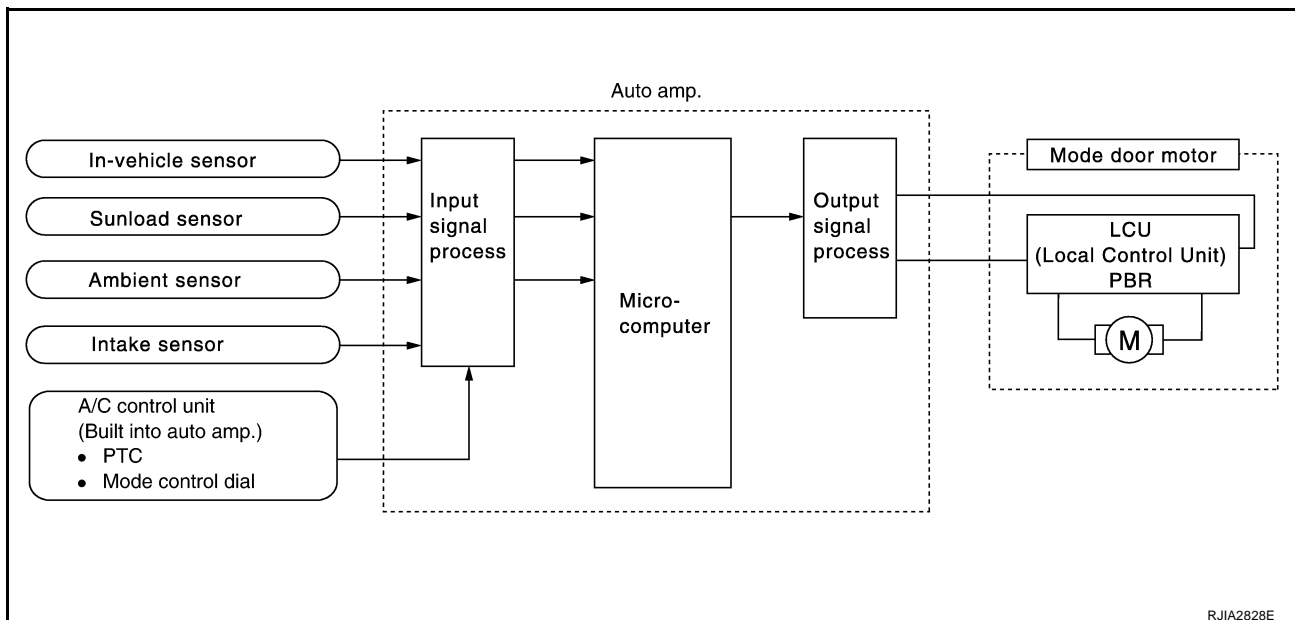 Auto amp.
In-vehicle sensor
Sunload sensor
Ambient sensor
Intake sensor
A/C control unit
(Built into auto amp.)
• PTC
• Mode control dial
Input
signal
process
Micro-
computer
Output
signal
process
Mode door motor
LCU
(Local Control Unit)
PBR
M
RJIA2828E